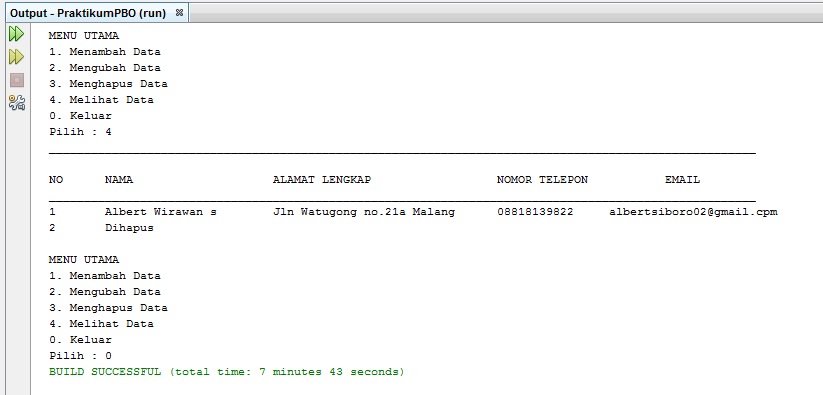 Output - PraktikumPBO (run)
MENU UTAMA
1. Menambah Data
2. Mengubah Data
3. Menghapus Data
4. Melihat Data
0. Keluar
Pilih : 4
NO NAMA ALAMAT LENGKAP NOMOR TELEPON EMAIL
1 Albert Wirawan s Jln Watugong no.21a Malang 08818139822 albertsiboro02@gmail.cpm
2 Dihapus
MENU UTAMA
1. Menambah Data
2. Mengubah Data
3. Menghapus Data
4. Melihat Data
0. Keluar
Pilih : 0
BUILD SUCCESSFUL (total time: 7 minutes 43 seconds)